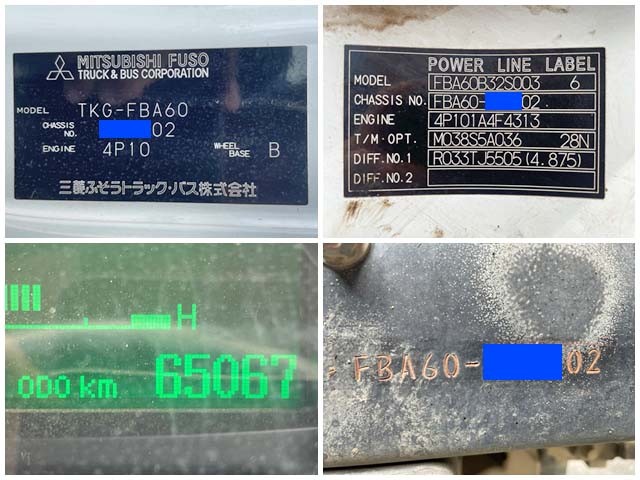 MITSUBISHI FUSO
TRUCK & BUS CORPORATION
MODEL TKG-FBA60
CHASSIS NO. 02
ENGINE 4P10 WHEEL BASE B
三菱ふそうトラック・バス株式会社
POWER LINE LABEL
MODEL FBA60B32S003 6
CHASSIS NO. FBA60- 02
ENGINE 4P101A4F4313
T/M・OPT. M038S5A036 28N
DIFF.NO.1 R033TJ5505(4.875)
DIFF.NO.2
H
000 km 65067
FBA60- 02